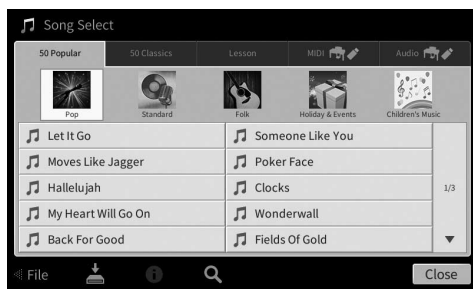 Song Select
50 Popular 50 Classics Lesson MIDI Audio
Pop Standard Folk Holiday & Events Children's Music
Let It Go Someone Like You
Moves Like Jagger Poker Face
Hallelujah Clocks 1/3
My Heart Will Go On Wonderwall
Back For Good Fields Of Gold
File Close